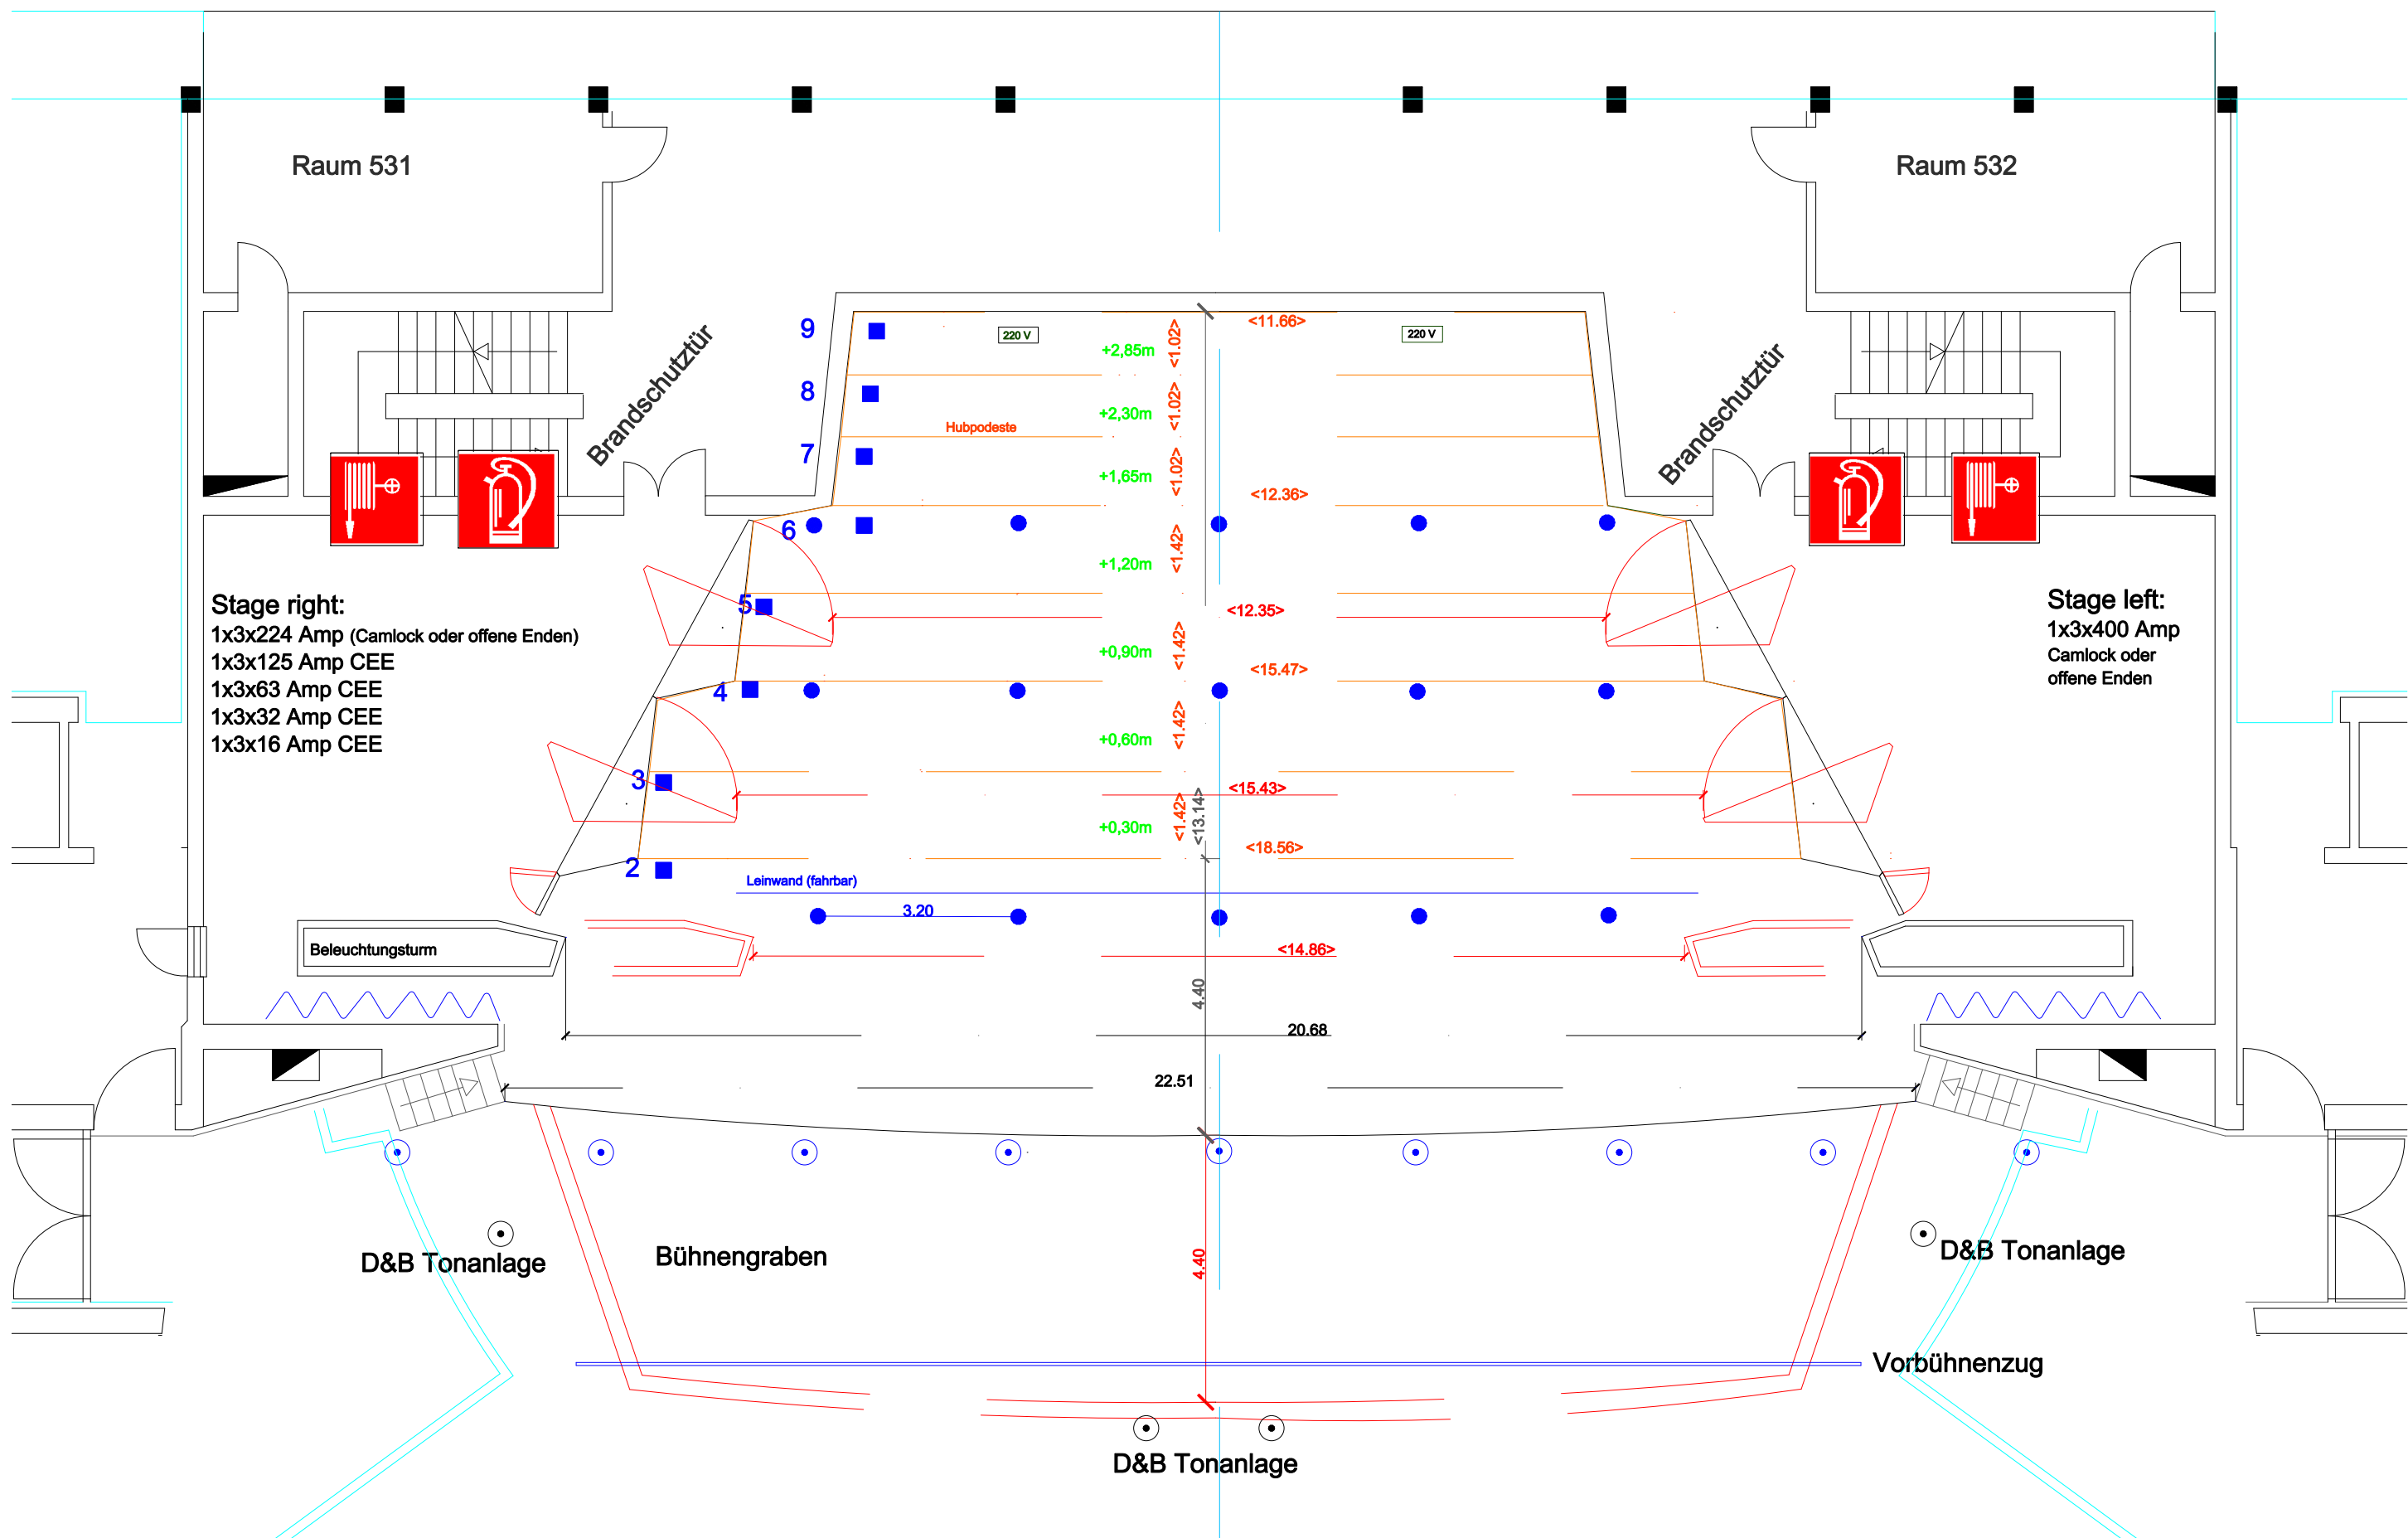 Raum 531
Raum 532
9
220 V
220 V
<11.66>
+2,85m
<1.02>
8
+2,30m
<1.02>
Hubpodeste
7
+1,65m
<1.02>
Brandschutztür
Brandschutztür
<12.36>
6
+1,20m
<1.42>
5
<12.35>
Stage right:
1x3x224 Amp (Camlock oder offene Enden)
1x3x125 Amp CEE
1x3x63 Amp CEE
1x3x32 Amp CEE
1x3x16 Amp CEE
Stage left:
1x3x400 Amp
Camlock oder
offene Enden
+0,90m
<1.42>
<15.47>
4
+0,60m
<1.42>
3
<15.43>
+0,30m
<1.42>
<13.14>
<18.56>
2
Leinwand (fahrbar)
3.20
Beleuchtungsturm
<14.86>
4.40
20.68
22.51
D&B Tonanlage
Bühnengraben
4.40
D&B Tonanlage
Vorbühnenzug
D&B Tonanlage